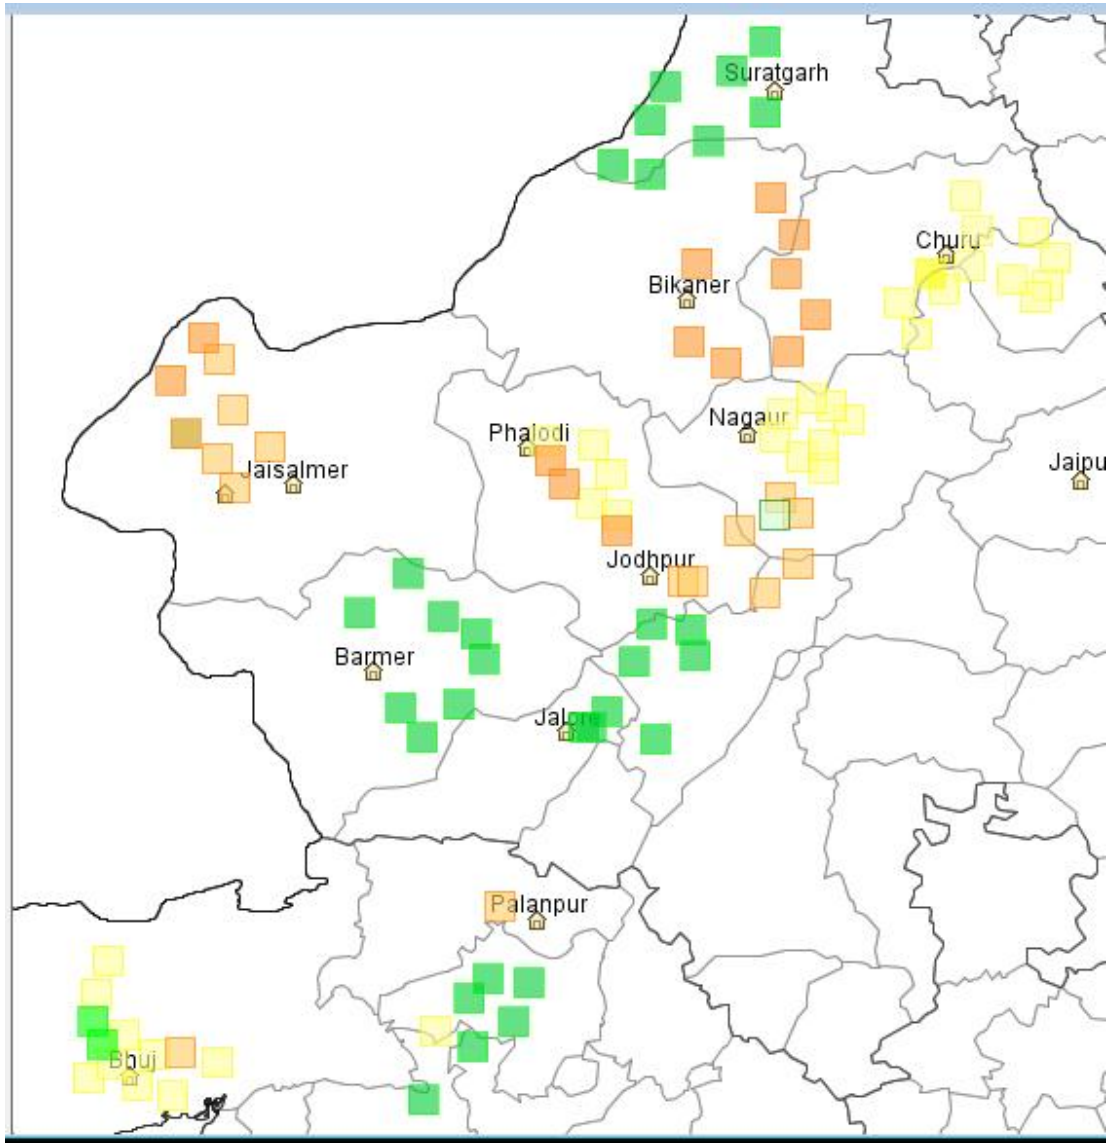 Suratgarh
Churu
Bikaner
Nagaur
Phalodi
Jaipu
Jaisalmer
Jodhpur
Barmer
Jalore
Palanpur
Bhuj